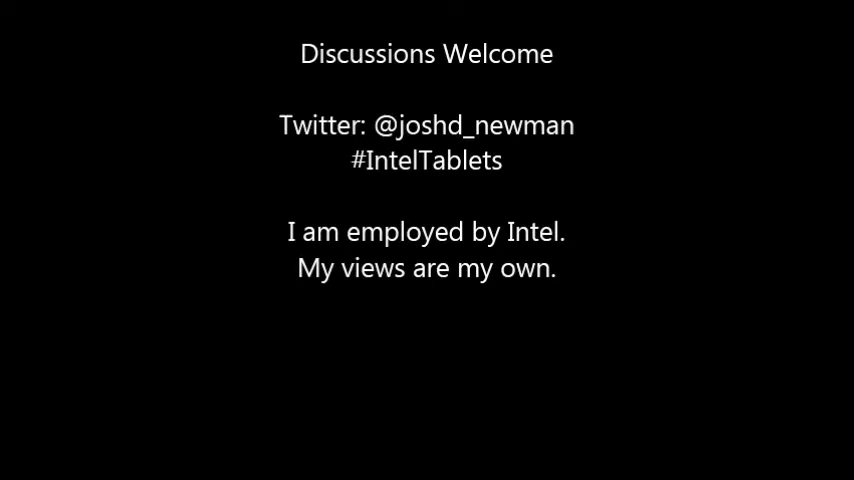 Discussions Welcome
Twitter: @joshd_newman
#IntelTablets
I am employed by Intel.
My views are my own.